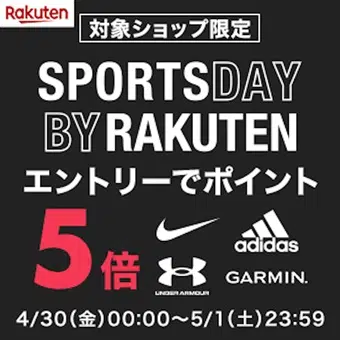 Rakuten
対象ショップ限定
SPORTSDAY
BY RAKUTEN
エントリーでポイント
5倍
adidas
UNDER ARMOUR
GARMIN.
4/30(金)00:00〜5/1(土)23:59